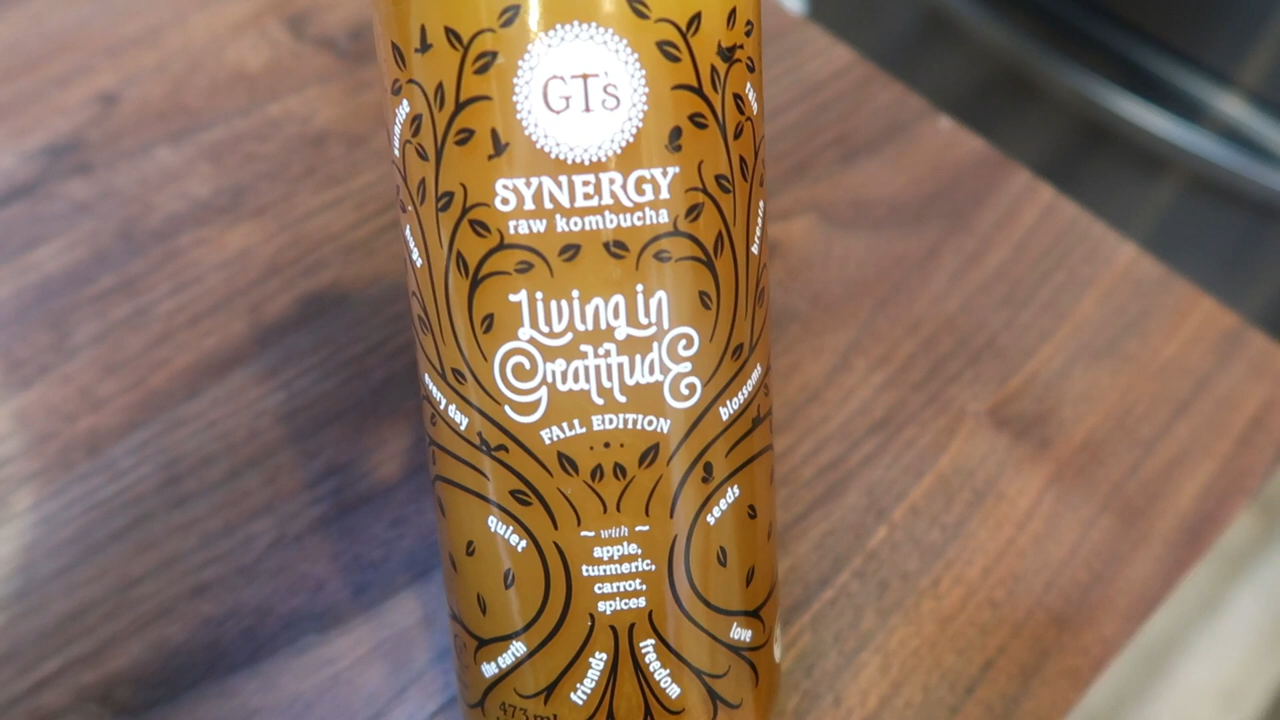 GT's
SYNERGY
raw kombucha
sunrise
rain
hugs
breath
Living in
Gratitude
FALL EDITION
every day
blossoms
quiet
seeds
~ with ~
apple,
turmeric,
carrot,
spices
the earth
friends
freedom
love
473 ml